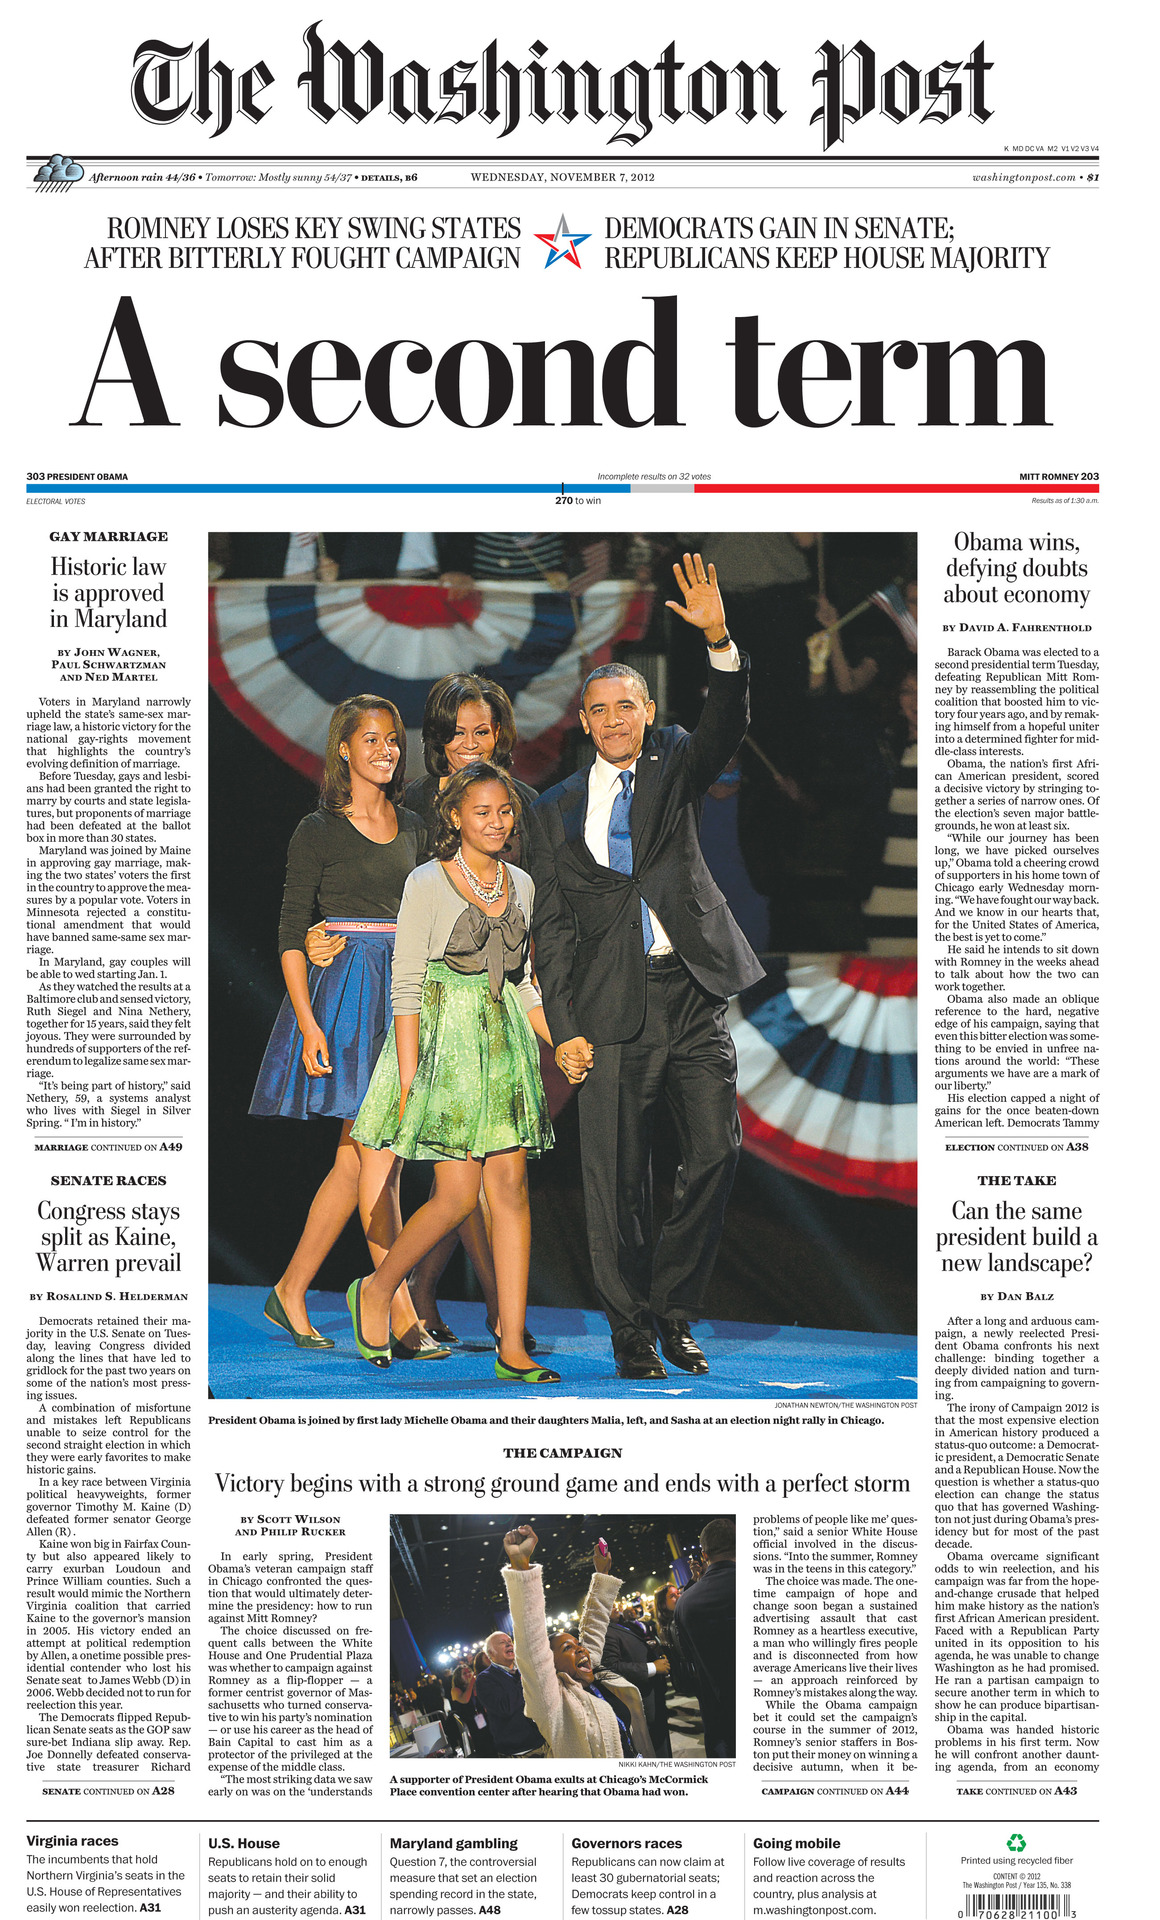 The Washington Post
K MD DC VA M2 V1 V2 V3 V4
Afternoon rain 44/36 • Tomorrow: Mostly sunny 54/37 • DETAILS, B6
WEDNESDAY, NOVEMBER 7, 2012
washingtonpost.com • $1
ROMNEY LOSES KEY SWING STATES
AFTER BITTERLY FOUGHT CAMPAIGN
DEMOCRATS GAIN IN SENATE;
REPUBLICANS KEEP HOUSE MAJORITY
A second term
303 PRESIDENT OBAMA
Incomplete results on 32 votes
MITT ROMNEY 203
ELECTORAL VOTES
270 to win
Results as of 1:30 a.m.
GAY MARRIAGE
Historic law
is approved
in Maryland
BY JOHN WAGNER,
PAUL SCHWARTZMAN
AND NED MARTEL
Voters in Maryland narrowly
upheld the state's same-sex mar-
riage law, a historic victory for the
national gay-rights movement
that highlights the country's
evolving definition of marriage.
Before Tuesday, gays and lesbi-
ans had been granted the right to
marry by courts and state legisla-
tures, but proponents of marriage
had been defeated at the ballot
box in more than 30 states.
Maryland was joined by Maine
in approving gay marriage, mak-
ing the two states' voters the first
in the country to approve the mea-
sures by a popular vote. Voters in
Minnesota rejected a constitu-
tional amendment that would
have banned same-same sex mar-
riage.
In Maryland, gay couples will
be able to wed starting Jan. 1.
As they watched the results at a
Baltimore club and sensed victory,
Ruth Siegel and Nina Nethery,
together for 15 years, said they felt
joyous. They were surrounded by
hundreds of supporters of the ref-
erendum to legalize same sex mar-
riage.
"It's being part of history," said
Nethery, 59, a systems analyst
who lives with Siegel in Silver
Spring. " I'm in history."
MARRIAGE CONTINUED ON A49
SENATE RACES
Congress stays
split as Kaine,
Warren prevail
BY ROSALIND S. HELDERMAN
Democrats retained their ma-
jority in the U.S. Senate on Tues-
day, leaving Congress divided
along the lines that have led to
gridlock for the past two years on
some of the nation's most press-
ing issues.
A combination of misfortune
and mistakes left Republicans
unable to seize control for the
second straight election in which
they were early favorites to make
historic gains.
In a key race between Virginia
political heavyweights, former
governor Timothy M. Kaine (D)
defeated former senator George
Allen (R) .
Kaine won big in Fairfax Coun-
ty but also appeared likely to
carry exurban Loudoun and
Prince William counties. Such a
result would mimic the Northern
Virginia coalition that carried
Kaine to the governor's mansion
in 2005. His victory ended an
attempt at political redemption
by Allen, a onetime possible pres-
idential contender who lost his
Senate seat to James Webb (D) in
2006. Webb decided not to run for
reelection this year.
The Democrats flipped Repub-
lican Senate seats as the GOP saw
sure-bet Indiana slip away. Rep.
Joe Donnelly defeated conserva-
tive state treasurer Richard
SENATE CONTINUED ON A28
JONATHAN NEWTON/THE WASHINGTON POST
President Obama is joined by first lady Michelle Obama and their daughters Malia, left, and Sasha at an election night rally in Chicago.
THE CAMPAIGN
Victory begins with a strong ground game and ends with a perfect storm
BY SCOTT WILSON
AND PHILIP RUCKER
In early spring, President
Obama's veteran campaign staff
in Chicago confronted the ques-
tion that would ultimately deter-
mine the presidency: how to run
against Mitt Romney?
The choice discussed on fre-
quent calls between the White
House and One Prudential Plaza
was whether to campaign against
Romney as a flip-flopper — a
former centrist governor of Mas-
sachusetts who turned conserva-
tive to win his party's nomination
— or use his career as the head of
Bain Capital to cast him as a
protector of the privileged at the
expense of the middle class.
"The most striking data we saw
early on was on the 'understands
NIKKI KAHN/THE WASHINGTON POST
A supporter of President Obama exults at Chicago's McCormick
Place convention center after hearing that Obama had won.
problems of people like me' ques-
tion," said a senior White House
official involved in the discus-
sions. "Into the summer, Romney
was in the teens in this category."
The choice was made. The one-
time campaign of hope and
change soon began a sustained
advertising assault that cast
Romney as a heartless executive,
a man who willingly fires people
and is disconnected from how
average Americans live their lives
— an approach reinforced by
Romney's mistakes along the way.
While the Obama campaign
bet it could set the campaign's
course in the summer of 2012,
Romney's senior staffers in Bos-
ton put their money on winning a
decisive autumn, when it be-
CAMPAIGN CONTINUED ON A44
Obama wins,
defying doubts
about economy
BY DAVID A. FAHRENTHOLD
Barack Obama was elected to a
second presidential term Tuesday,
defeating Republican Mitt Rom-
ney by reassembling the political
coalition that boosted him to vic-
tory four years ago, and by remak-
ing himself from a hopeful uniter
into a determined fighter for mid-
dle-class interests.
Obama, the nation's first Afri-
can American president, scored
a decisive victory by stringing to-
gether a series of narrow ones. Of
the election's seven major battle-
grounds, he won at least six.
"While our journey has been
long, we have picked ourselves
up," Obama told a cheering crowd
of supporters in his home town of
Chicago early Wednesday morn-
ing. "We have fought our way back.
And we know in our hearts that,
for the United States of America,
the best is yet to come."
He said he intends to sit down
with Romney in the weeks ahead
to talk about how the two can
work together.
Obama also made an oblique
reference to the hard, negative
edge of his campaign, saying that
even this bitter election was some-
thing to be envied in unfree na-
tions around the world: "These
arguments we have are a mark of
our liberty."
His election capped a night of
gains for the once beaten-down
American left. Democrats Tammy
ELECTION CONTINUED ON A38
THE TAKE
Can the same
president build a
new landscape?
BY DAN BALZ
After a long and arduous cam-
paign, a newly reelected Presi-
dent Obama confronts his next
challenge: binding together a
deeply divided nation and turn-
ing from campaigning to govern-
ing.
The irony of Campaign 2012 is
that the most expensive election
in American history produced a
status-quo outcome: a Democrat-
ic president, a Democratic Senate
and a Republican House. Now the
question is whether a status-quo
election can change the status
quo that has governed Washing-
ton not just during Obama's pres-
idency but for most of the past
decade.
Obama overcame significant
odds to win reelection, and his
campaign was far from the hope-
and-change crusade that helped
him make history as the nation's
first African American president.
Faced with a Republican Party
united in its opposition to his
agenda, he was unable to change
Washington as he had promised.
He ran a partisan campaign to
secure another term in which to
show he can produce bipartisan-
ship in the capital.
Obama was handed historic
problems in his first term. Now
he will confront another daunt-
ing agenda, from an economy
TAKE CONTINUED ON A43
Virginia races
The incumbents that hold
Northern Virginia's seats in the
U.S. House of Representatives
easily won reelection. A31
U.S. House
Republicans hold on to enough
seats to retain their solid
majority — and their ability to
push an austerity agenda. A31
Maryland gambling
Question 7, the controversial
measure that set an election
spending record in the state,
narrowly passes. A48
Governors races
Republicans can now claim at
least 30 gubernatorial seats;
Democrats keep control in a
few tossup states. A28
Going mobile
Follow live coverage of results
and reaction across the
country, plus analysis at
m.washingtonpost.com.
Printed using recycled fiber
CONTENT © 2012
The Washington Post / Year 135, No. 338
0 70628 21100 3